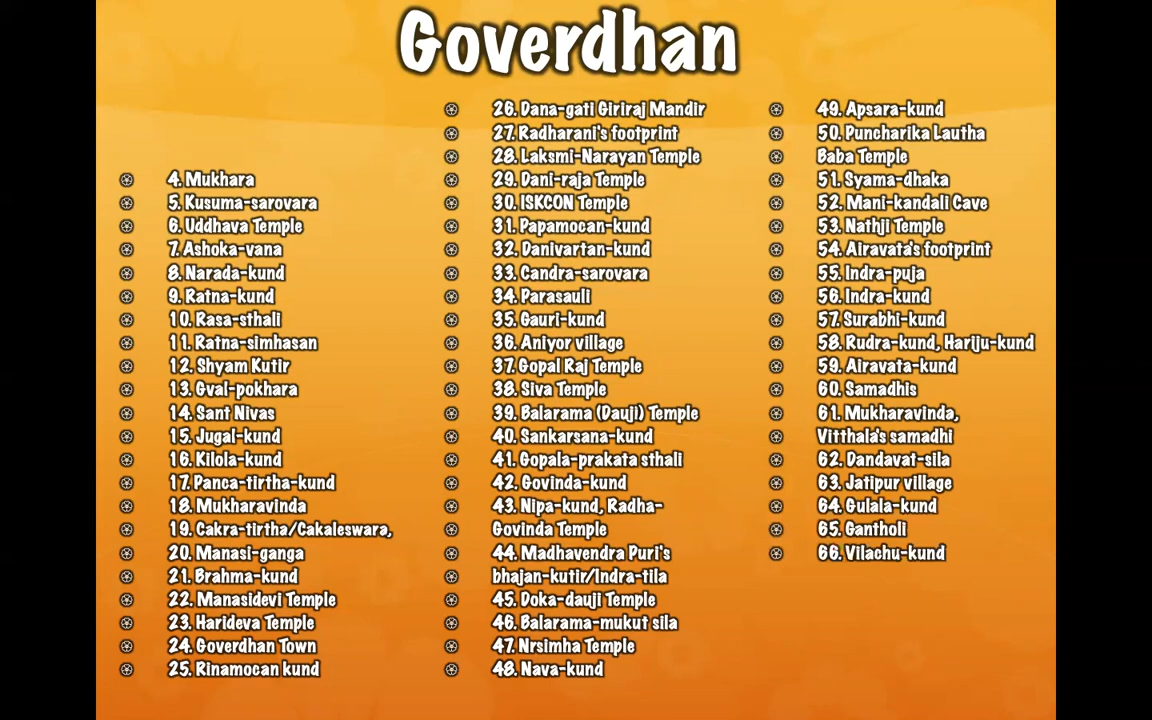 Goverdhan
4. Mukhara
5. Kusuma-sarovara
6. Uddhava Temple
7. Ashoka-vana
8. Narada-kund
9. Ratna-kund
10. Rasa-sthali
11. Ratna-simhasan
12. Shyam Kutir
13. Gval-pokhara
14. Sant Nivas
15. Jugal-kund
16. Kilola-kund
17. Panca-tirtha-kund
18. Mukharavinda
19. Cakra-tirtha/Cakaleswara,
20. Manasi-ganga
21. Brahma-kund
22. Manasidevi Temple
23. Harideva Temple
24. Goverdhan Town
25. Rinamocan kund
26. Dana-gati Giriraj Mandir
27. Radharani's footprint
28. Laksmi-Narayan Temple
29. Dani-raja Temple
30. ISKCON Temple
31. Papamocan-kund
32. Danivartan-kund
33. Candra-sarovara
34. Parasauli
35. Gauri-kund
36. Aniyor village
37. Gopal Raj Temple
38. Siva Temple
39. Balarama (Dauji) Temple
40. Sankarsana-kund
41. Gopala-prakata sthali
42. Govinda-kund
43. Nipa-kund, Radha-
Govinda Temple
44. Madhavendra Puri's
bhajan-kutir/Indra-tila
45. Doka-dauji Temple
46. Balarama-mukut sila
47. Nrsimha Temple
48. Nava-kund
49. Apsara-kund
50. Puncharika Lautha
Baba Temple
51. Syama-dhaka
52. Mani-kandali Cave
53. Nathji Temple
54. Airavata's footprint
55. Indra-puja
56. Indra-kund
57. Surabhi-kund
58. Rudra-kund, Hariju-kund
59. Airavata-kund
60. Samadhis
61. Mukharavinda,
Vitthala's samadhi
62. Dandavat-sila
63. Jatipur village
64. Gulala-kund
65. Gantholi
66. Vilachu-kund